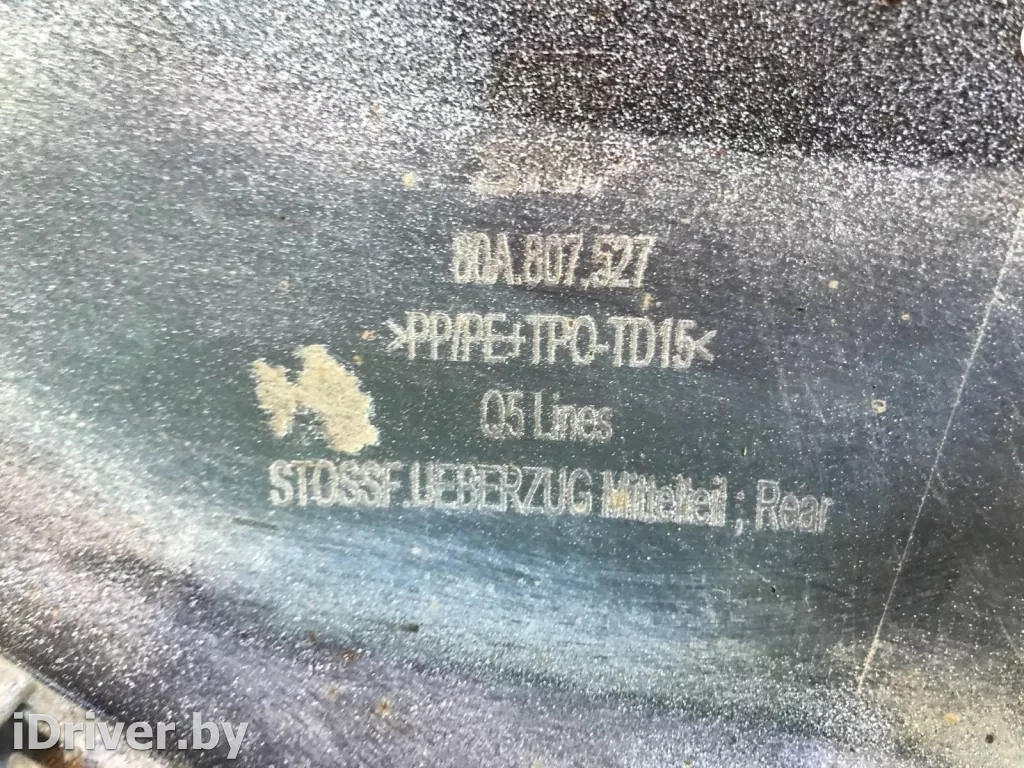 80A.807.527
>PP/PE+TPO-TD15<
Q5 Lines
STOSSF.UEBERZUG Mittelteil ; Rear
iDriver.by